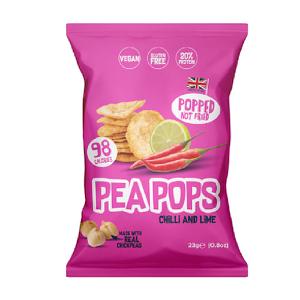 VEGAN
GLUTEN
FREE
20%
PROTEIN
POPPED
NOT FRIED
98
CALORIES
PEA POPS
CHILLI AND LIME
MADE WITH
REAL
CHICKPEAS
23g℮ (0.8oz)